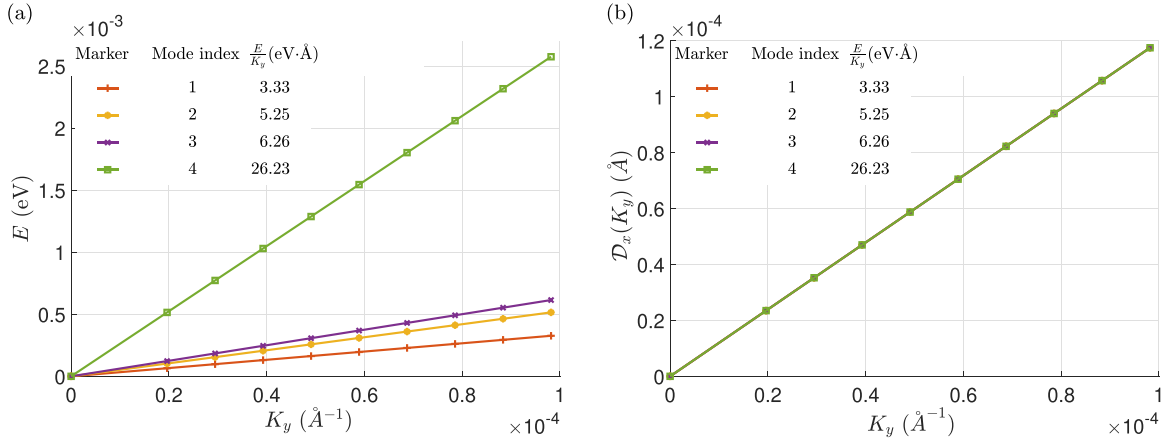 (a)
×10⁻³
Marker Mode index E/K_y (eV·Å)
1 3.33
2 5.25
3 6.26
4 26.23
2.5
2
1.5
1
0.5
0
E (eV)
0 0.2 0.4 0.6 0.8 1
K_y (Å⁻¹)
×10⁻⁴
(b)
×10⁻⁴
Marker Mode index E/K_y (eV·Å)
1 3.33
2 5.25
3 6.26
4 26.23
1.2
1
0.8
0.6
0.4
0.2
0
𝒟_x(K_y) (Å)
0 0.2 0.4 0.6 0.8 1
K_y (Å⁻¹)
×10⁻⁴